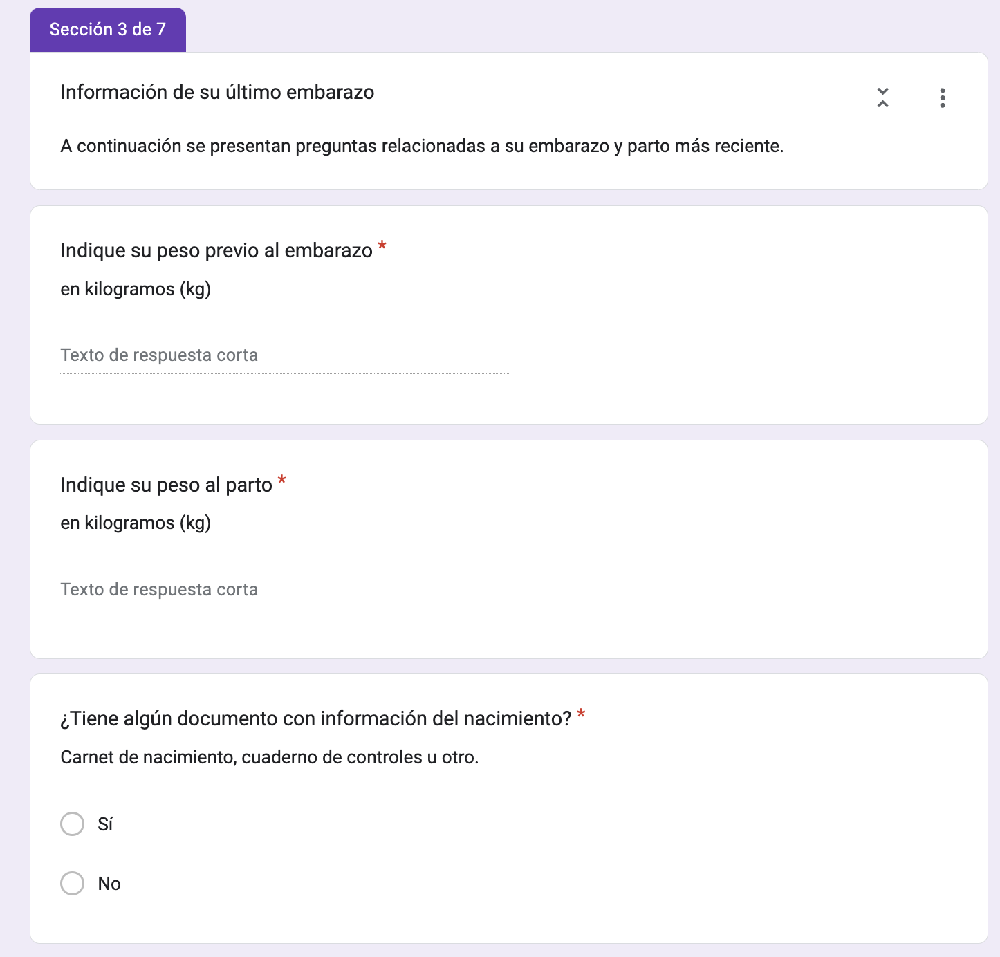 Sección 3 de 7
Información de su último embarazo
A continuación se presentan preguntas relacionadas a su embarazo y parto más reciente.
Indique su peso previo al embarazo *
en kilogramos (kg)
Texto de respuesta corta
Indique su peso al parto *
en kilogramos (kg)
Texto de respuesta corta
¿Tiene algún documento con información del nacimiento? *
Carnet de nacimiento, cuaderno de controles u otro.
Sí
No